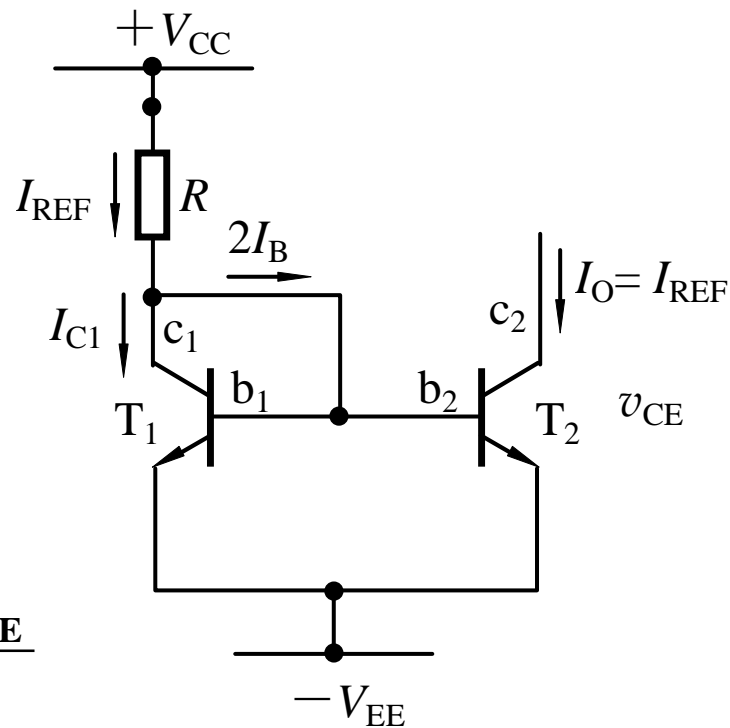 +V_CC
I_REF
R
2I_B
I_C1
c_1
c_2
I_O= I_REF
b_1
b_2
T_1
T_2
v_CE
E
−V_EE